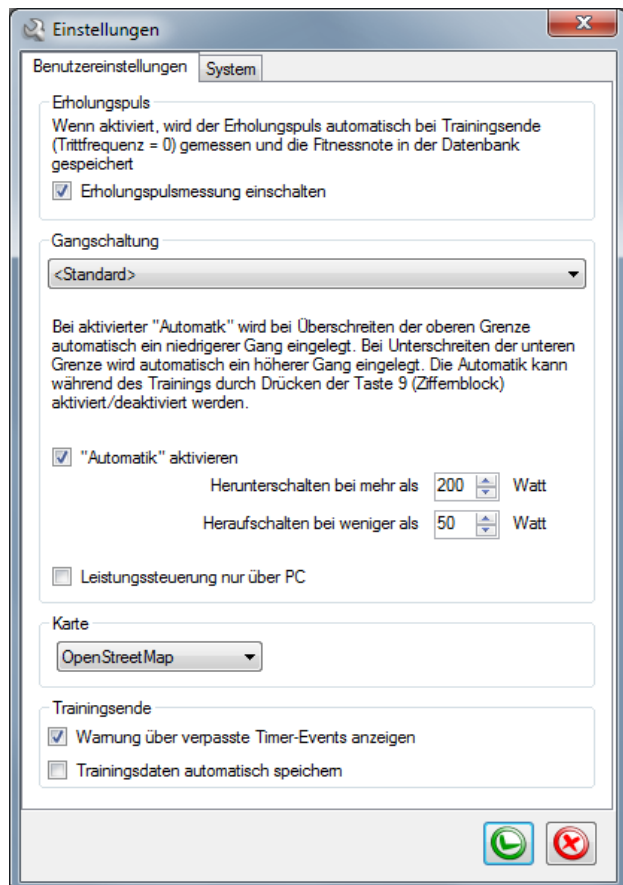 Einstellungen
Benutzereinstellungen
System
Erholungspuls
Wenn aktiviert, wird der Erholungspuls automatisch bei Trainingsende
(Trittfrequenz = 0) gemessen und die Fitnessnote in der Datenbank
gespeichert
Erholungspulsmessung einschalten
Gangschaltung
<Standard>
Bei aktivierter "Automatk" wird bei Überschreiten der oberen Grenze
automatisch ein niedrigerer Gang eingelegt. Bei Unterschreiten der unteren
Grenze wird automatisch ein höherer Gang eingelegt. Die Automatik kann
während des Trainings durch Drücken der Taste 9 (Ziffernblock)
aktiviert/deaktiviert werden.
"Automatik" aktivieren
Herunterschalten bei mehr als 200 Watt
Heraufschalten bei weniger als 50 Watt
Leistungssteuerung nur über PC
Karte
OpenStreetMap
Trainingsende
Warnung über verpasste Timer-Events anzeigen
Trainingsdaten automatisch speichern